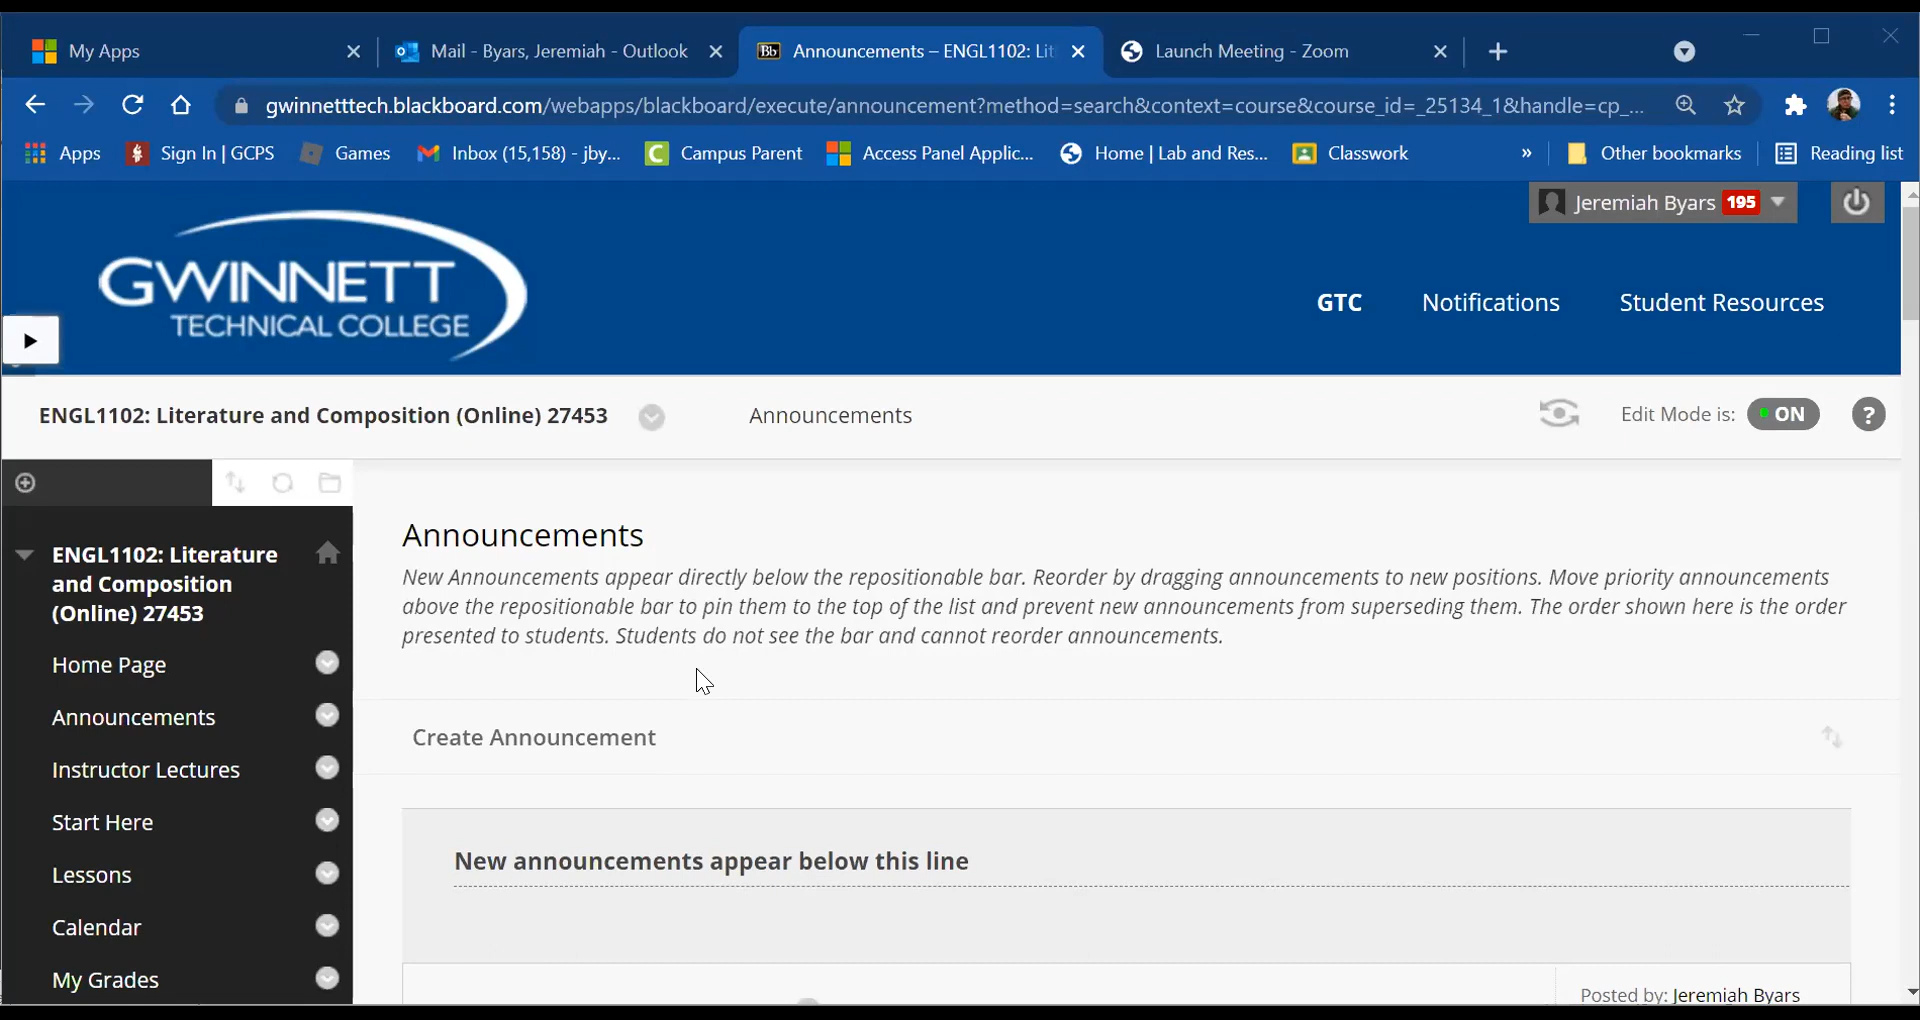 My Apps
Mail - Byars, Jeremiah - Outlook
Bb
Announcements – ENGL1102: Lit
Launch Meeting - Zoom
gwinnetttech.blackboard.com/webapps/blackboard/execute/announcement?method=search&context=course&course_id=_25134_1&handle=cp_...
Apps
Sign In | GCPS
Games
Inbox (15,158) - jby...
C
Campus Parent
Access Panel Applic...
Home | Lab and Res...
Classwork
»
Other bookmarks
Reading list
Jeremiah Byars 195
GWINNETT
TECHNICAL COLLEGE
GTC
Notifications
Student Resources
ENGL1102: Literature and Composition (Online) 27453
Announcements
Edit Mode is:
ON
?
ENGL1102: Literature
and Composition
(Online) 27453
Home Page
Announcements
Instructor Lectures
Start Here
Lessons
Calendar
My Grades
Announcements
New Announcements appear directly below the repositionable bar. Reorder by dragging announcements to new positions. Move priority announcements
above the repositionable bar to pin them to the top of the list and prevent new announcements from superseding them. The order shown here is the order
presented to students. Students do not see the bar and cannot reorder announcements.
Create Announcement
New announcements appear below this line
Posted by: Jeremiah Byars